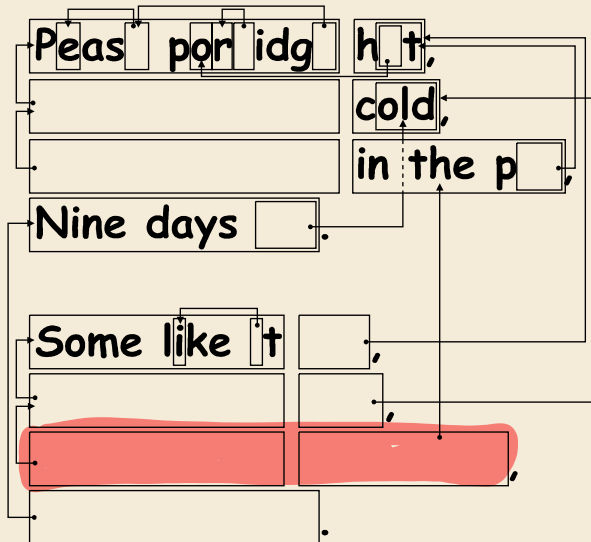 Peas por idg h t,
cold,
in the p ,
Nine days .
Some like t ,
,
,
.